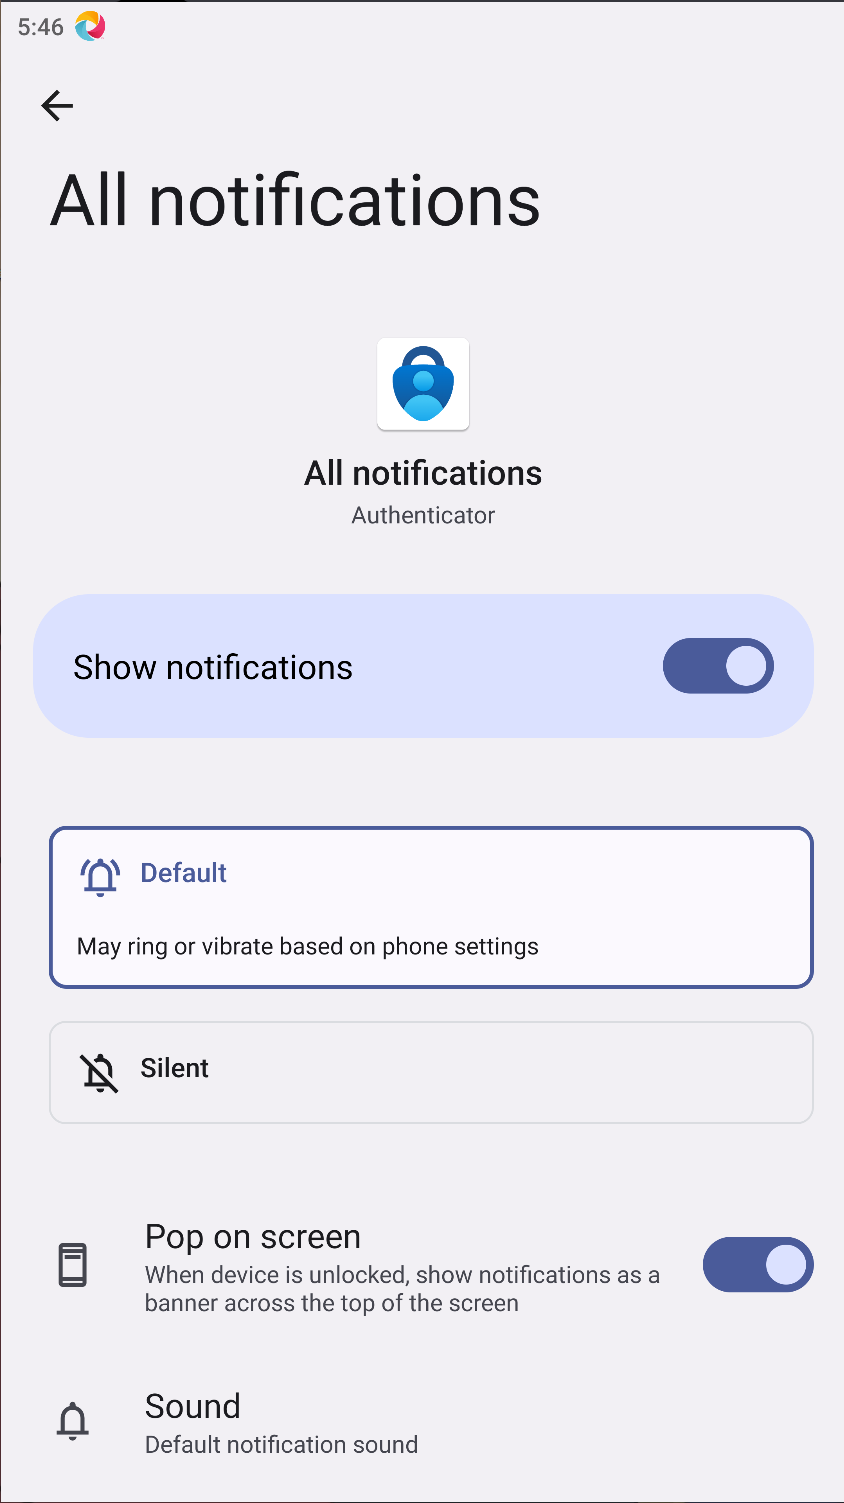 5:46
All notifications
All notifications
Authenticator
Show notifications
Default
May ring or vibrate based on phone settings
Silent
Pop on screen
When device is unlocked, show notifications as a
banner across the top of the screen
Sound
Default notification sound